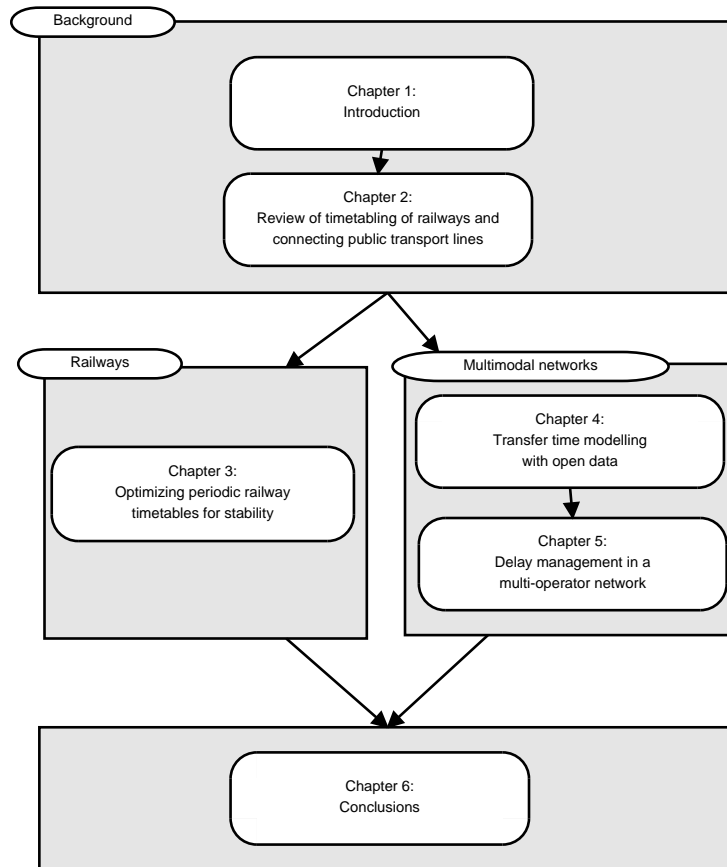 Background
Chapter 1:
Introduction
Chapter 2:
Review of timetabling of railways and
connecting public transport lines
Railways
Chapter 3:
Optimizing periodic railway
timetables for stability
Multimodal networks
Chapter 4:
Transfer time modelling
with open data
Chapter 5:
Delay management in a
multi-operator network
Chapter 6:
Conclusions